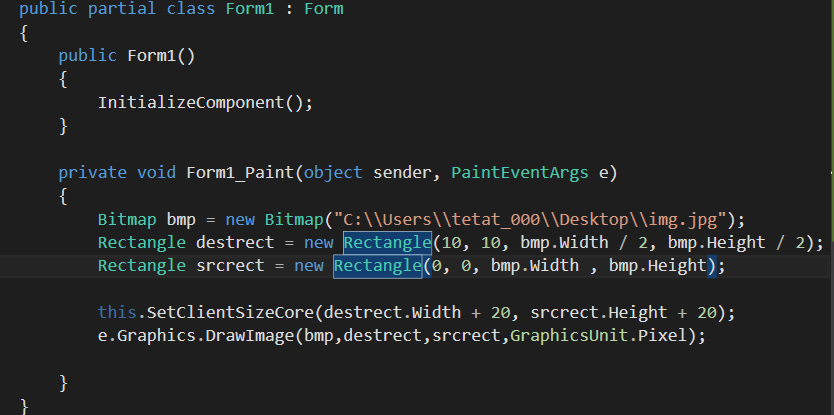 public partial class Form1 : Form
{
public Form1()
{
InitializeComponent();
}
private void Form1_Paint(object sender, PaintEventArgs e)
{
Bitmap bmp = new Bitmap("C:\\Users\\tetat_000\\Desktop\\img.jpg");
Rectangle destrect = new Rectangle(10, 10, bmp.Width / 2, bmp.Height / 2);
Rectangle srcrect = new Rectangle(0, 0, bmp.Width , bmp.Height);
this.SetClientSizeCore(destrect.Width + 20, srcrect.Height + 20);
e.Graphics.DrawImage(bmp,destrect,srcrect,GraphicsUnit.Pixel);
}
}